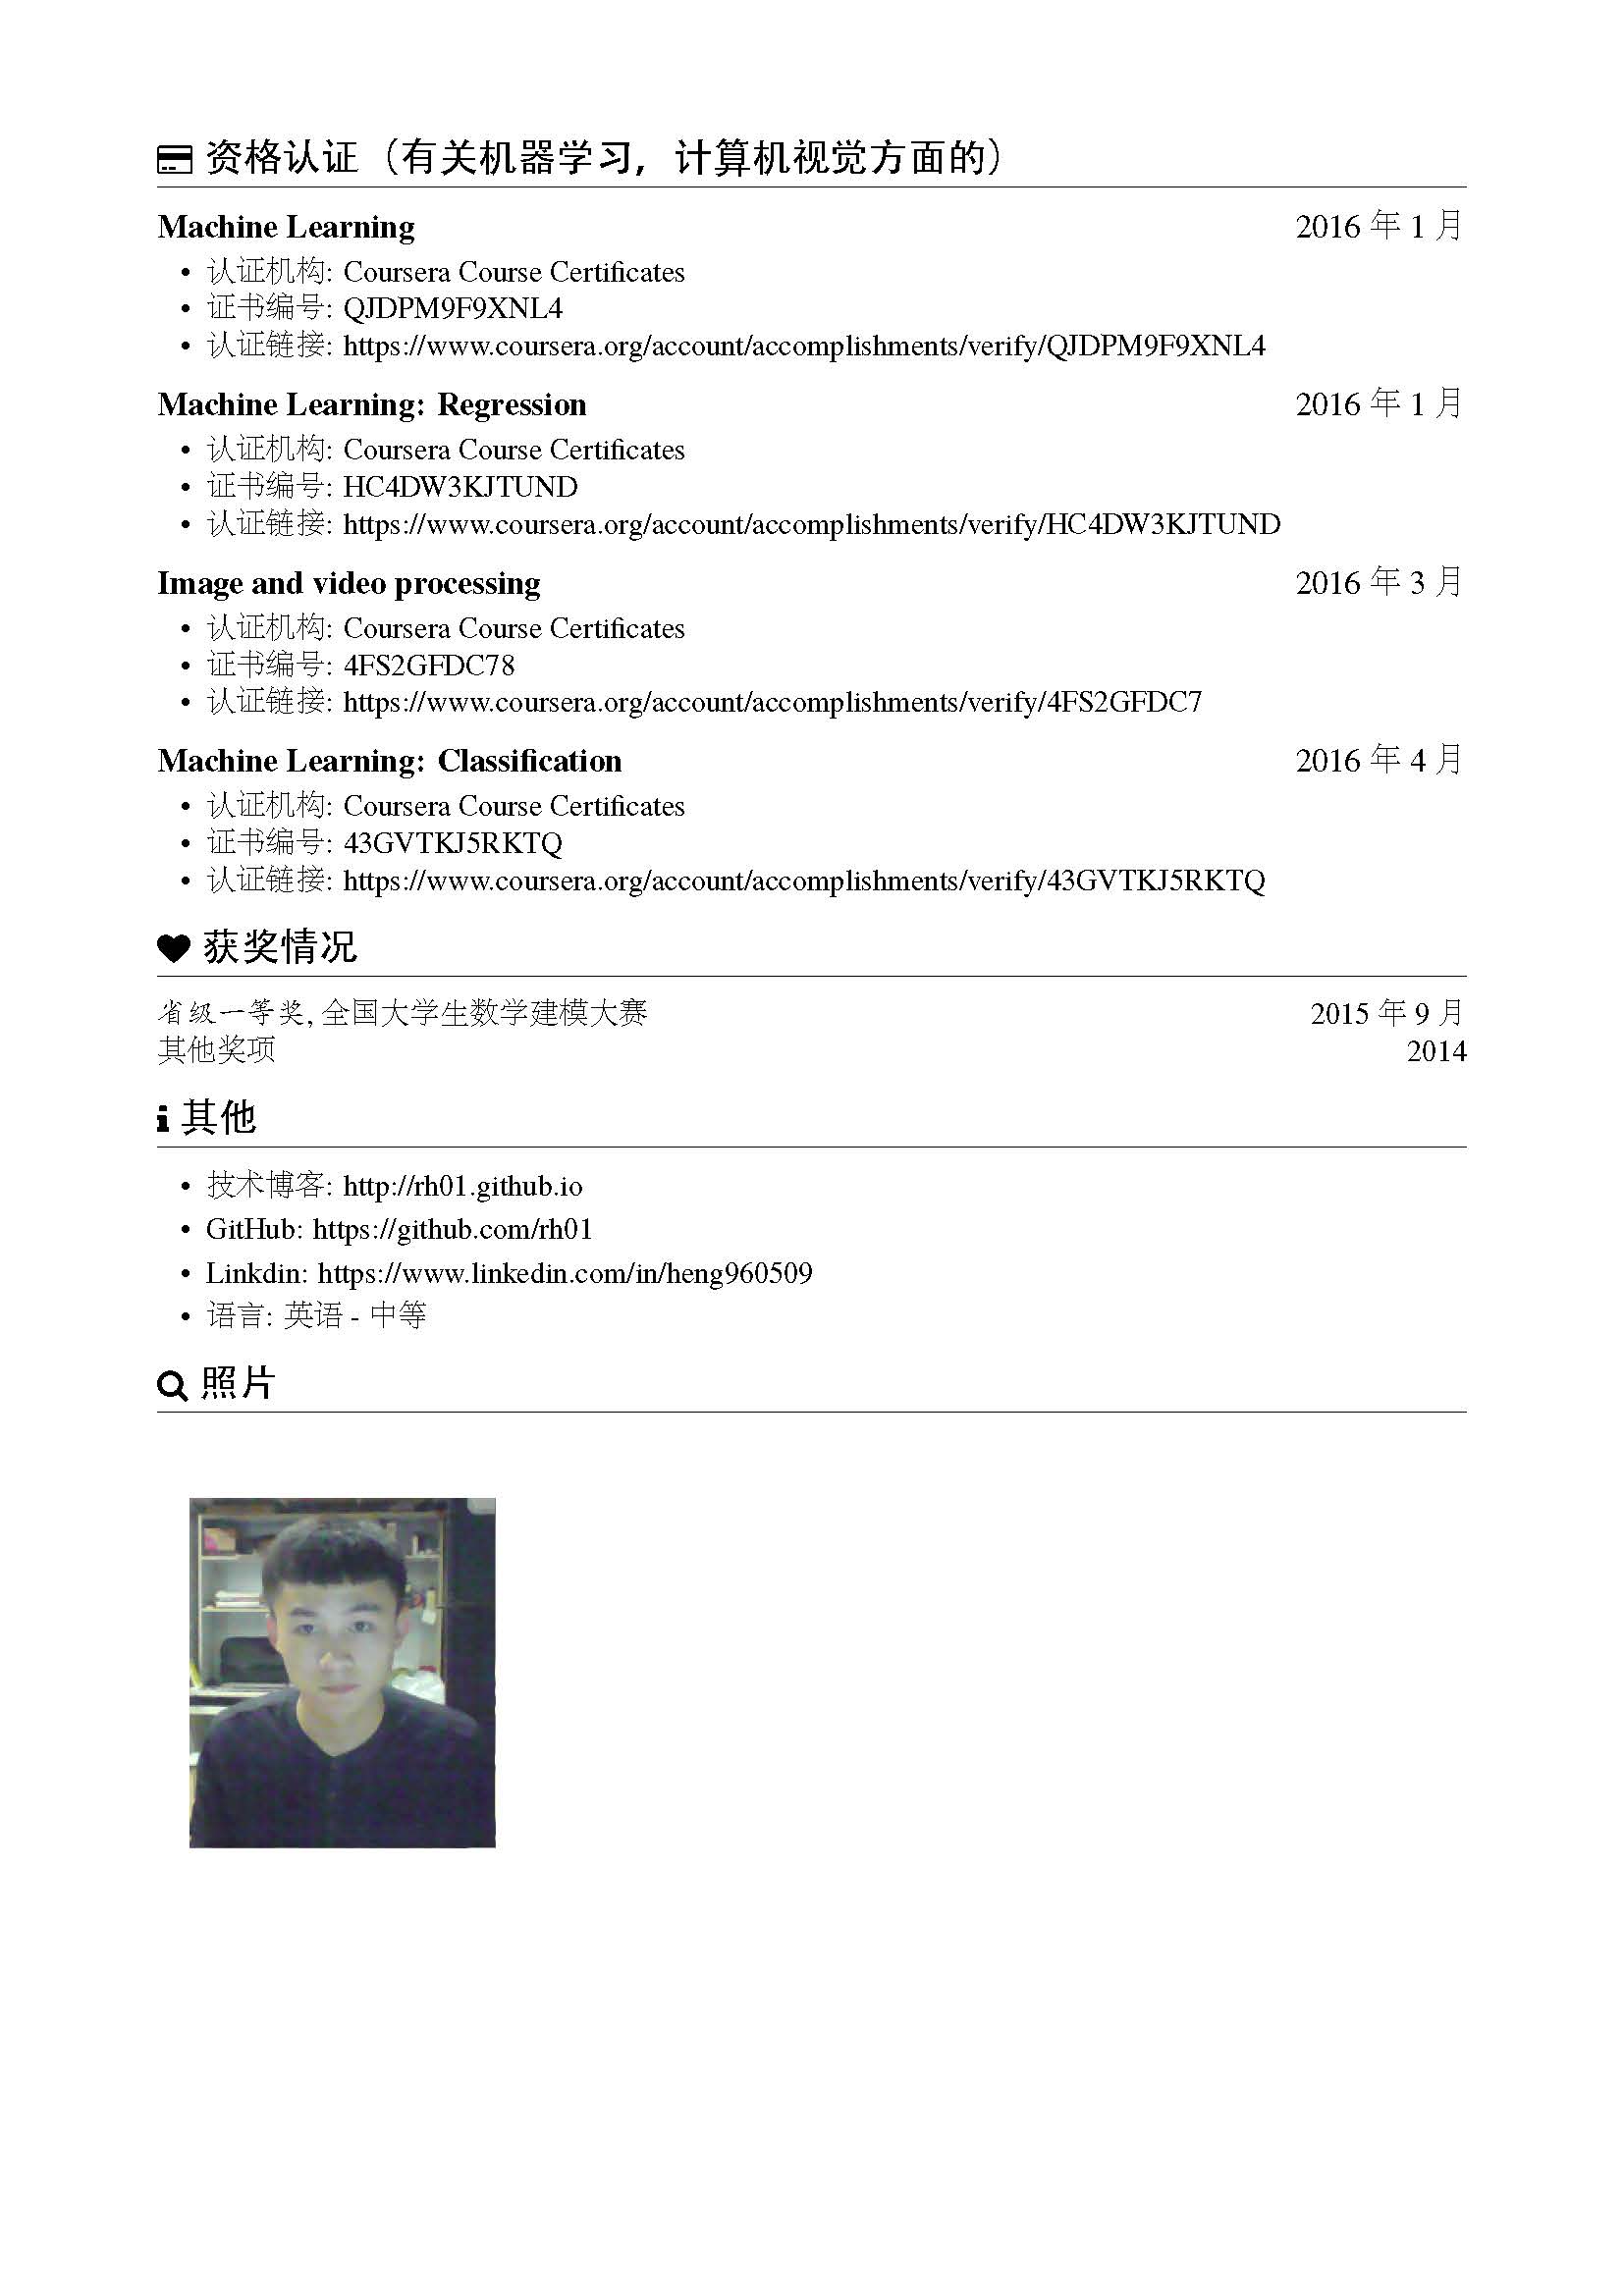 资格认证（有关机器学习，计算机视觉方面的）
Machine Learning 2016 年 1 月
• 认证机构: Coursera Course Certificates
• 证书编号: QJDPM9F9XNL4
• 认证链接: https://www.coursera.org/account/accomplishments/verify/QJDPM9F9XNL4
Machine Learning: Regression 2016 年 1 月
• 认证机构: Coursera Course Certificates
• 证书编号: HC4DW3KJTUND
• 认证链接: https://www.coursera.org/account/accomplishments/verify/HC4DW3KJTUND
Image and video processing 2016 年 3 月
• 认证机构: Coursera Course Certificates
• 证书编号: 4FS2GFDC78
• 认证链接: https://www.coursera.org/account/accomplishments/verify/4FS2GFDC7
Machine Learning: Classification 2016 年 4 月
• 认证机构: Coursera Course Certificates
• 证书编号: 43GVTKJ5RKTQ
• 认证链接: https://www.coursera.org/account/accomplishments/verify/43GVTKJ5RKTQ
获奖情况
省级一等奖, 全国大学生数学建模大赛 2015 年 9 月
其他奖项 2014
其他
• 技术博客: http://rh01.github.io
• GitHub: https://github.com/rh01
• Linkdin: https://www.linkedin.com/in/heng960509
• 语言: 英语 - 中等
照片